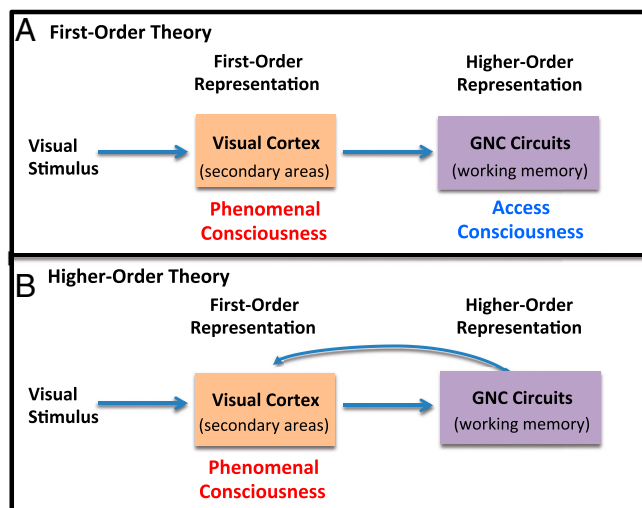 A
First-Order Theory
First-Order
Representation
Higher-Order
Representation
Visual
Stimulus
Visual Cortex
(secondary areas)
GNC Circuits
(working memory)
Phenomenal
Consciousness
Access
Consciousness
B
Higher-Order Theory
First-Order
Representation
Higher-Order
Representation
Visual
Stimulus
Visual Cortex
(secondary areas)
GNC Circuits
(working memory)
Phenomenal
Consciousness